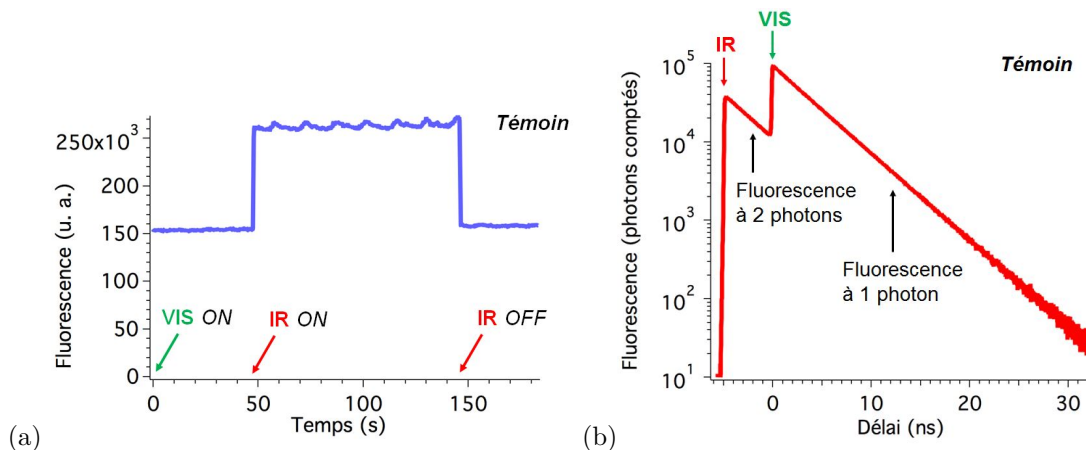 Témoin
250x10³
200
150
100
50
0
Fluorescence (u. a.)
VIS ON
IR ON
IR OFF
0
50
100
150
Temps (s)
(a)
VIS
IR
Témoin
10⁵
10⁴
10³
10²
10¹
Fluorescence (photons comptés)
Fluorescence
à 2 photons
Fluorescence
à 1 photon
0
10
20
30
Délai (ns)
(b)